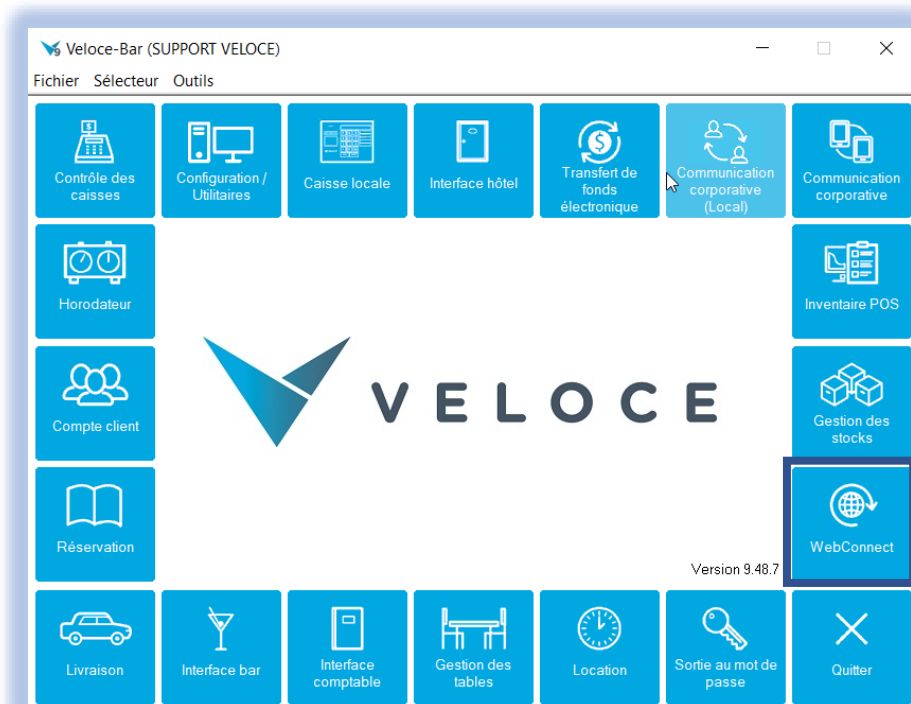 Veloce-Bar (SUPPORT VELOCE)
Fichier Sélecteur Outils
Contrôle des
caisses
Configuration /
Utilitaires
Caisse locale
Interface hôtel
Transfert de
fonds
électronique
Communication
corporative
(Local)
Communication
corporative
Horodateur
Inventaire POS
Compte client
VELOCE
Gestion des
stocks
Réservation
Version 9.48.7
WebConnect
Livraison
Interface bar
Interface
comptable
Gestion des
tables
Location
Sortie au mot de
passe
Quitter